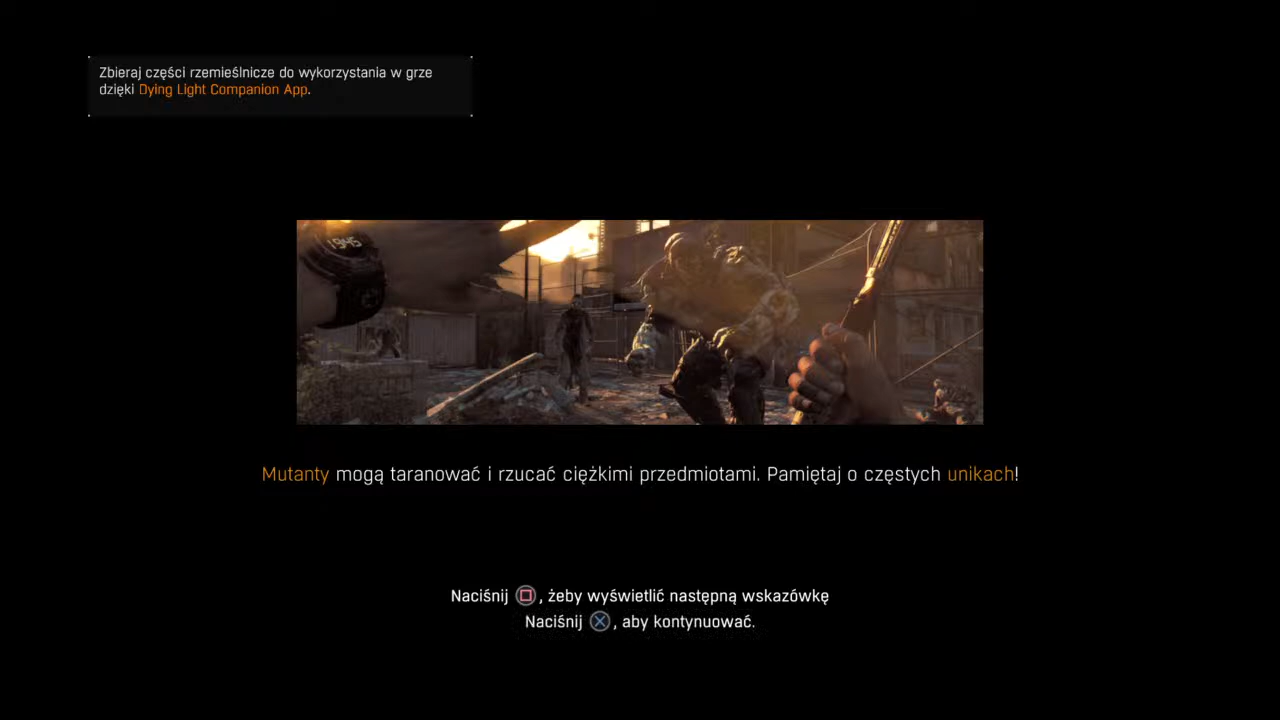 Zbieraj części rzemieślnicze do wykorzystania w grze
dzięki Dying Light Companion App.
1945
Mutanty mogą taranować i rzucać ciężkimi przedmiotami. Pamiętaj o częstych unikach!
Naciśnij , żeby wyświetlić następną wskazówkę
Naciśnij , aby kontynuować.